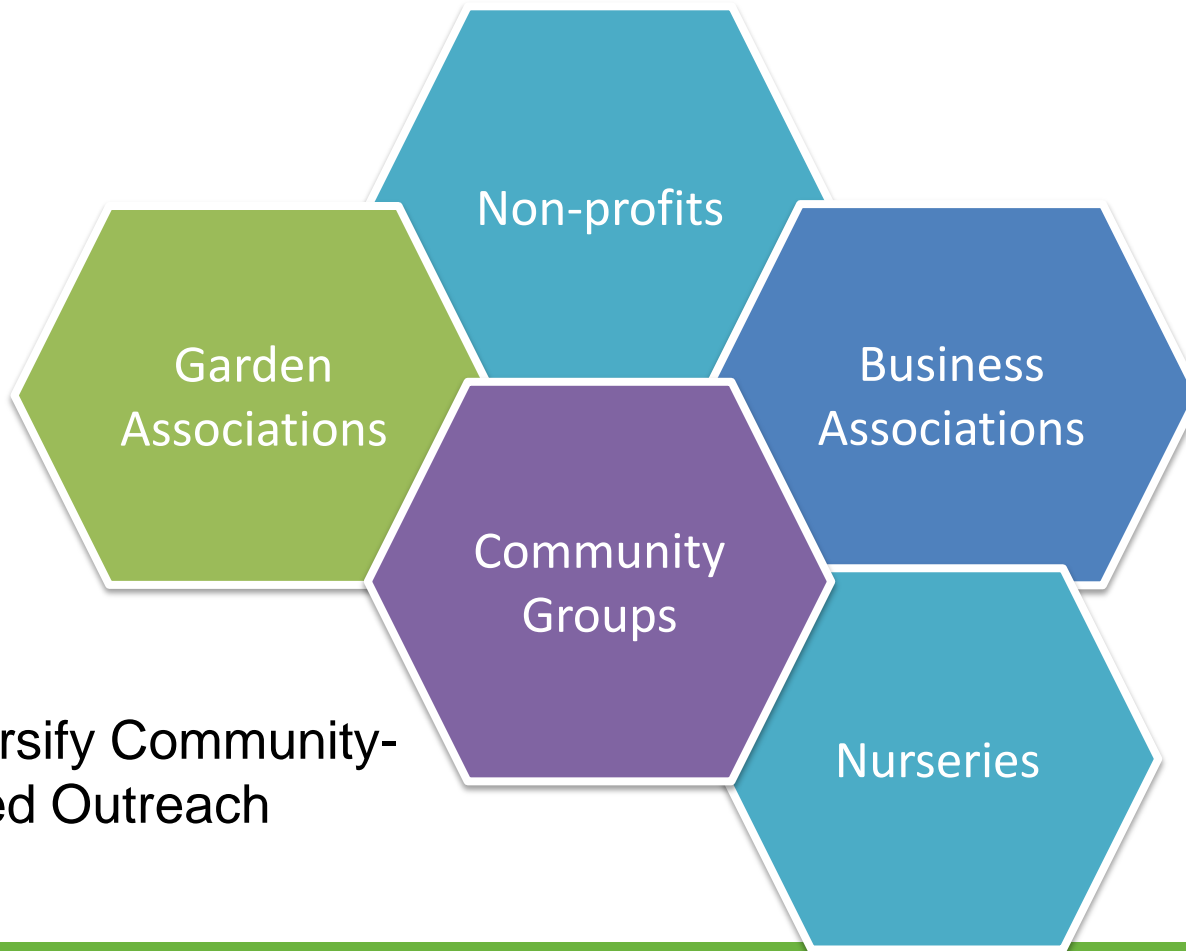 Non-profits
Garden
Associations
Business
Associations
Community
Groups
Nurseries
rsify Community-
ed Outreach